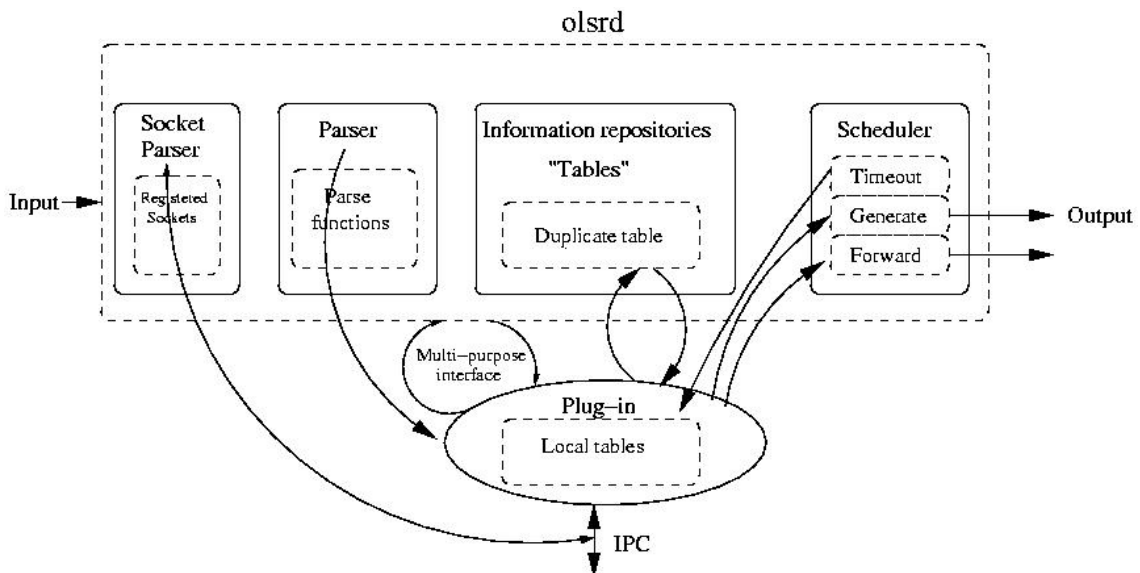 olsrd
Socket
Parser
Registered
Sockets
Parser
Parse
functions
Information repositories
"Tables"
Duplicate table
Scheduler
Timeout
Generate
Forward
Input
Output
Multi-purpose
interface
Plug-in
Local tables
IPC